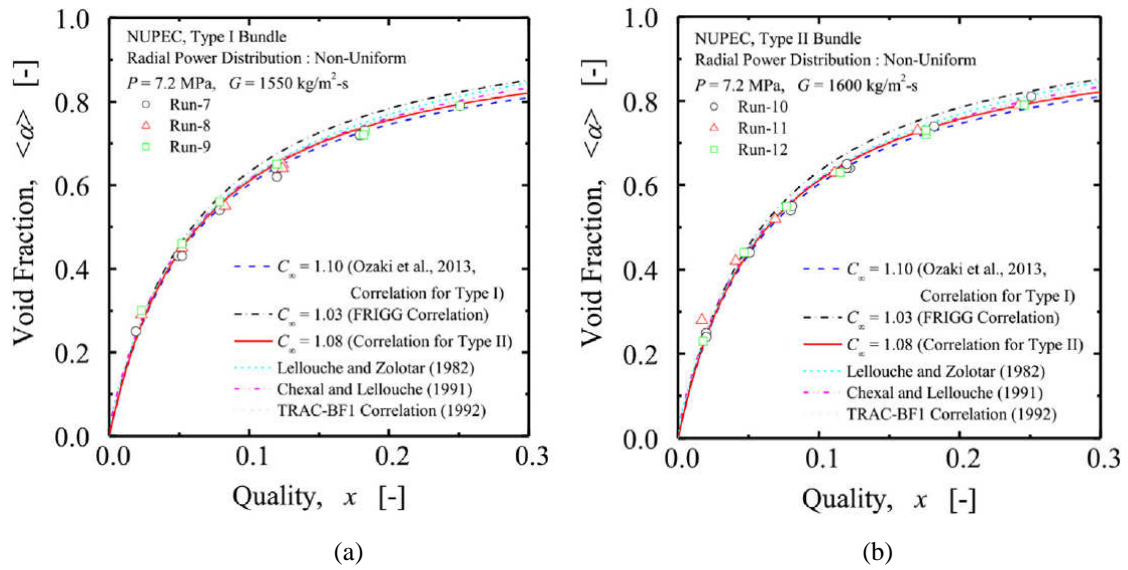 NUPEC, Type I Bundle
Radial Power Distribution : Non-Uniform
P = 7.2 MPa, G = 1550 kg/m²-s
Run-7
Run-8
Run-9
C∞ = 1.10 (Ozaki et al., 2013,
Correlation for Type I)
C∞ = 1.03 (FRIGG Correlation)
C∞ = 1.08 (Correlation for Type II)
Lellouche and Zolotar (1982)
Chexal and Lellouche (1991)
TRAC-BF1 Correlation (1992)
Void Fraction, <α> [-]
1.0
0.8
0.6
0.4
0.2
0.0
0.0 0.1 0.2 0.3
Quality, x [-]
(a)
NUPEC, Type II Bundle
Radial Power Distribution : Non-Uniform
P = 7.2 MPa, G = 1600 kg/m²-s
Run-10
Run-11
Run-12
C∞ = 1.10 (Ozaki et al., 2013,
Correlation for Type I)
C∞ = 1.03 (FRIGG Correlation)
C∞ = 1.08 (Correlation for Type II)
Lellouche and Zolotar (1982)
Chexal and Lellouche (1991)
TRAC-BF1 Correlation (1992)
Void Fraction, <α> [-]
1.0
0.8
0.6
0.4
0.2
0.0
0.0 0.1 0.2 0.3
Quality, x [-]
(b)